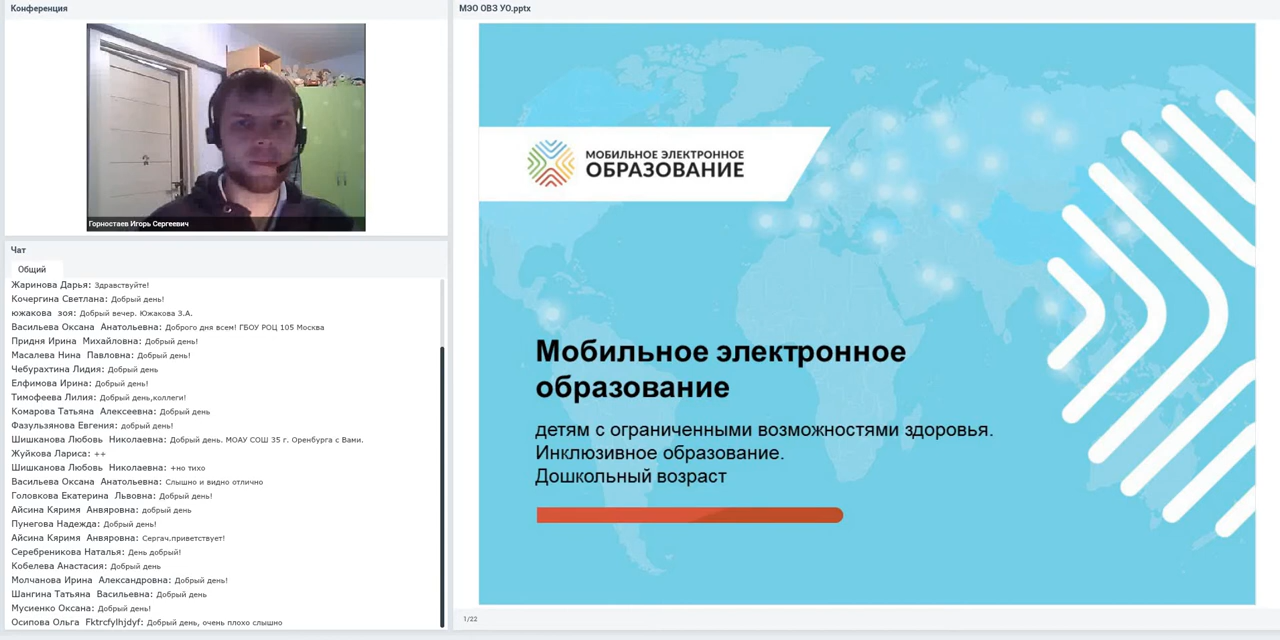 Конференция
Горностаев Игорь Сергеевич
Чат
Общий
Жаринова Дарья: Здравствуйте!
Кочергина Светлана: Добрый день!
южакова зоя: Добрый вечер. Южакова З.А.
Васильева Оксана Анатольевна: Доброго дня всем! ГБОУ РОЦ 105 Москва
Придня Ирина Михайловна: Добрый день!
Масалева Нина Павловна: Добрый день!
Чебурахтина Лидия: Добрый день
Елфимова Ирина: Добрый день!
Тимофеева Лилия: Добрый день,коллеги!
Комарова Татьяна Алексеевна: Добрый день
Фазульзянова Евгения: добрый день!
Шишканова Любовь Николаевна: Добрый день. МОАУ СОШ 35 г. Оренбурга с Вами.
Жуйкова Лариса: ++
Шишканова Любовь Николаевна: +но тихо
Васильева Оксана Анатольевна: Слышно и видно отлично
Головкова Екатерина Львовна: Добрый день!
Айсина Кяримя Анвяровна: добрый день
Пунегова Надежда: Добрый день!
Айсина Кяримя Анвяровна: Сергач.приветствует!
Серебреникова Наталья: День добрый!
Кобелева Анастасия: Добрый день
Молчанова Ирина Александровна: Добрый день!
Шангина Татьяна Васильевна: Добрый день
Мусиенко Оксана: Добрый день!
Осипова Ольга Fktrcfylhjdyf: Добрый день, очень плохо слышно
МЭО ОВЗ УО.pptx
МОБИЛЬНОЕ ЭЛЕКТРОННОЕ
ОБРАЗОВАНИЕ
Мобильное электронное
образование
детям с ограниченными возможностями здоровья.
Инклюзивное образование.
Дошкольный возраст
1/22